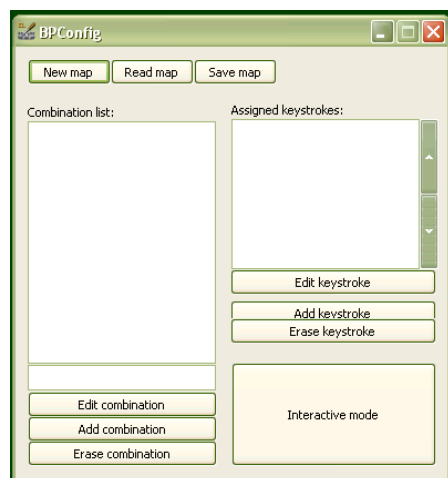 BPConfig
New map Read map Save map
Combination list:
Assigned keystrokes:
Edit keystroke
Add keystroke
Erase keystroke
Edit combination
Add combination
Erase combination
Interactive mode